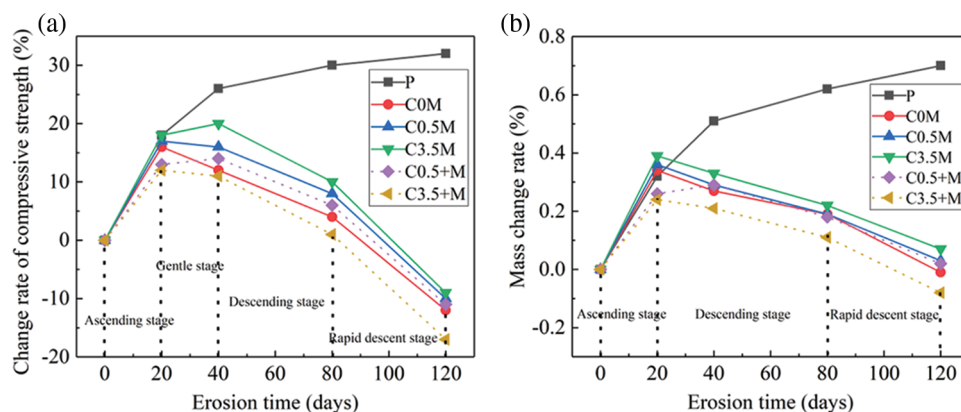 (a)
Change rate of compressive strength (%)
30
20
10
0
-10
-20
P
C0M
C0.5M
C3.5M
C0.5+M
C3.5+M
Gentle stage
Descending stage
Ascending stage
Rapid descent stage
0 20 40 60 80 100 120
Erosion time (days)
(b)
Mass change rate (%)
0.8
0.6
0.4
0.2
0.0
-0.2
P
C0M
C0.5M
C3.5M
C0.5+M
C3.5+M
Ascending stage
Descending stage
Rapid descent stage
0 20 40 60 80 100 120
Erosion time (days)